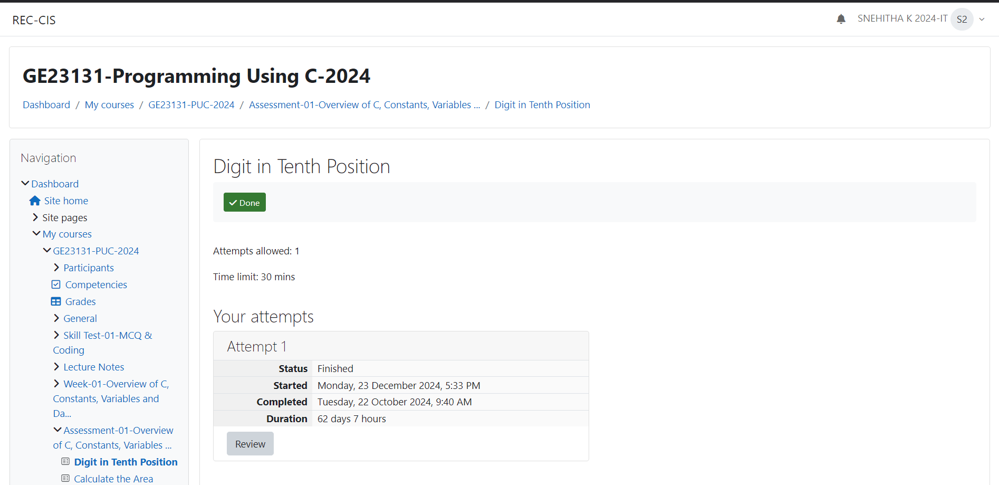 REC-CIS
SNEHITHA K 2024-IT S2
GE23131-Programming Using C-2024
Dashboard / My courses / GE23131-PUC-2024 / Assessment-01-Overview of C, Constants, Variables ... / Digit in Tenth Position
Navigation
Dashboard
Site home
Site pages
My courses
GE23131-PUC-2024
Participants
Competencies
Grades
General
Skill Test-01-MCQ &
Coding
Lecture Notes
Week-01-Overview of C,
Constants, Variables and
Da...
Assessment-01-Overview
of C, Constants, Variables ...
Digit in Tenth Position
Calculate the Area
Digit in Tenth Position
Done
Attempts allowed: 1
Time limit: 30 mins
Your attempts
Attempt 1
Status Finished
Started Monday, 23 December 2024, 5:33 PM
Completed Tuesday, 22 October 2024, 9:40 AM
Duration 62 days 7 hours
Review